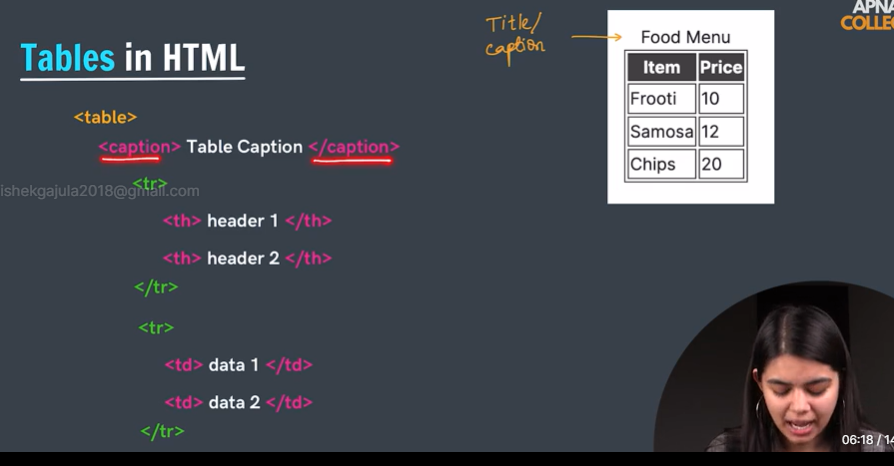 APNA
COLLE
Title/
caption
Food Menu
Item Price
Frooti 10
Samosa 12
Chips 20
Tables in HTML
<table>
<caption> Table Caption </caption>
<tr>
ishekgajula2018@gmail.com
<th> header 1 </th>
<th> header 2 </th>
</tr>
<tr>
<td> data 1 </td>
<td> data 2 </td>
</tr>
06:18 / 14